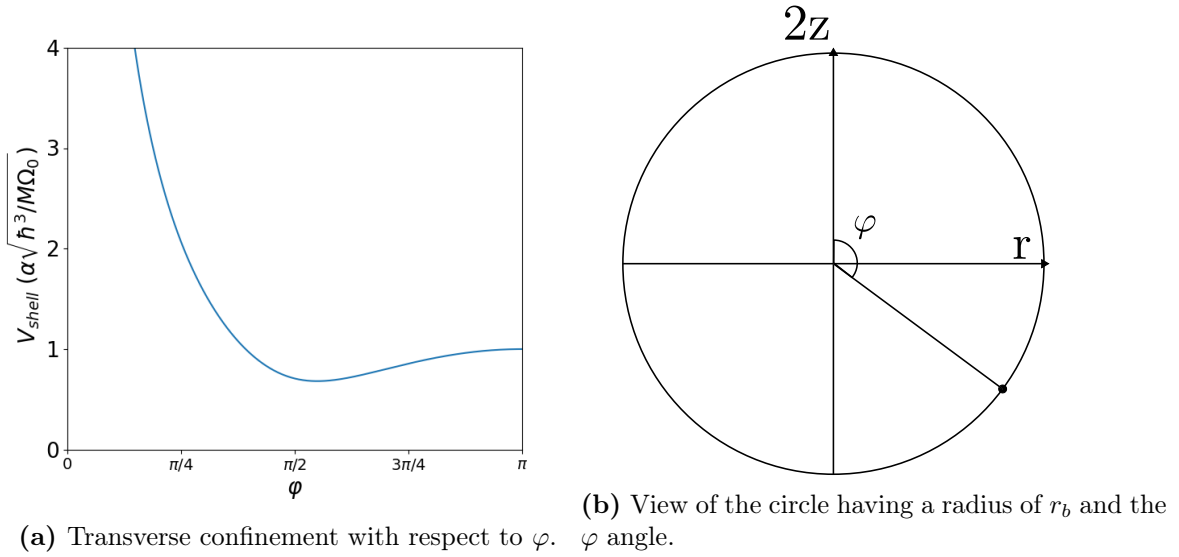 4
3
2
1
0
V_shell (α√ħ³/MΩ₀)
0 π/4 π/2 3π/4 π
φ
(a) Transverse confinement with respect to φ.
2z
φ
r
(b) View of the circle having a radius of r_b and the
φ angle.